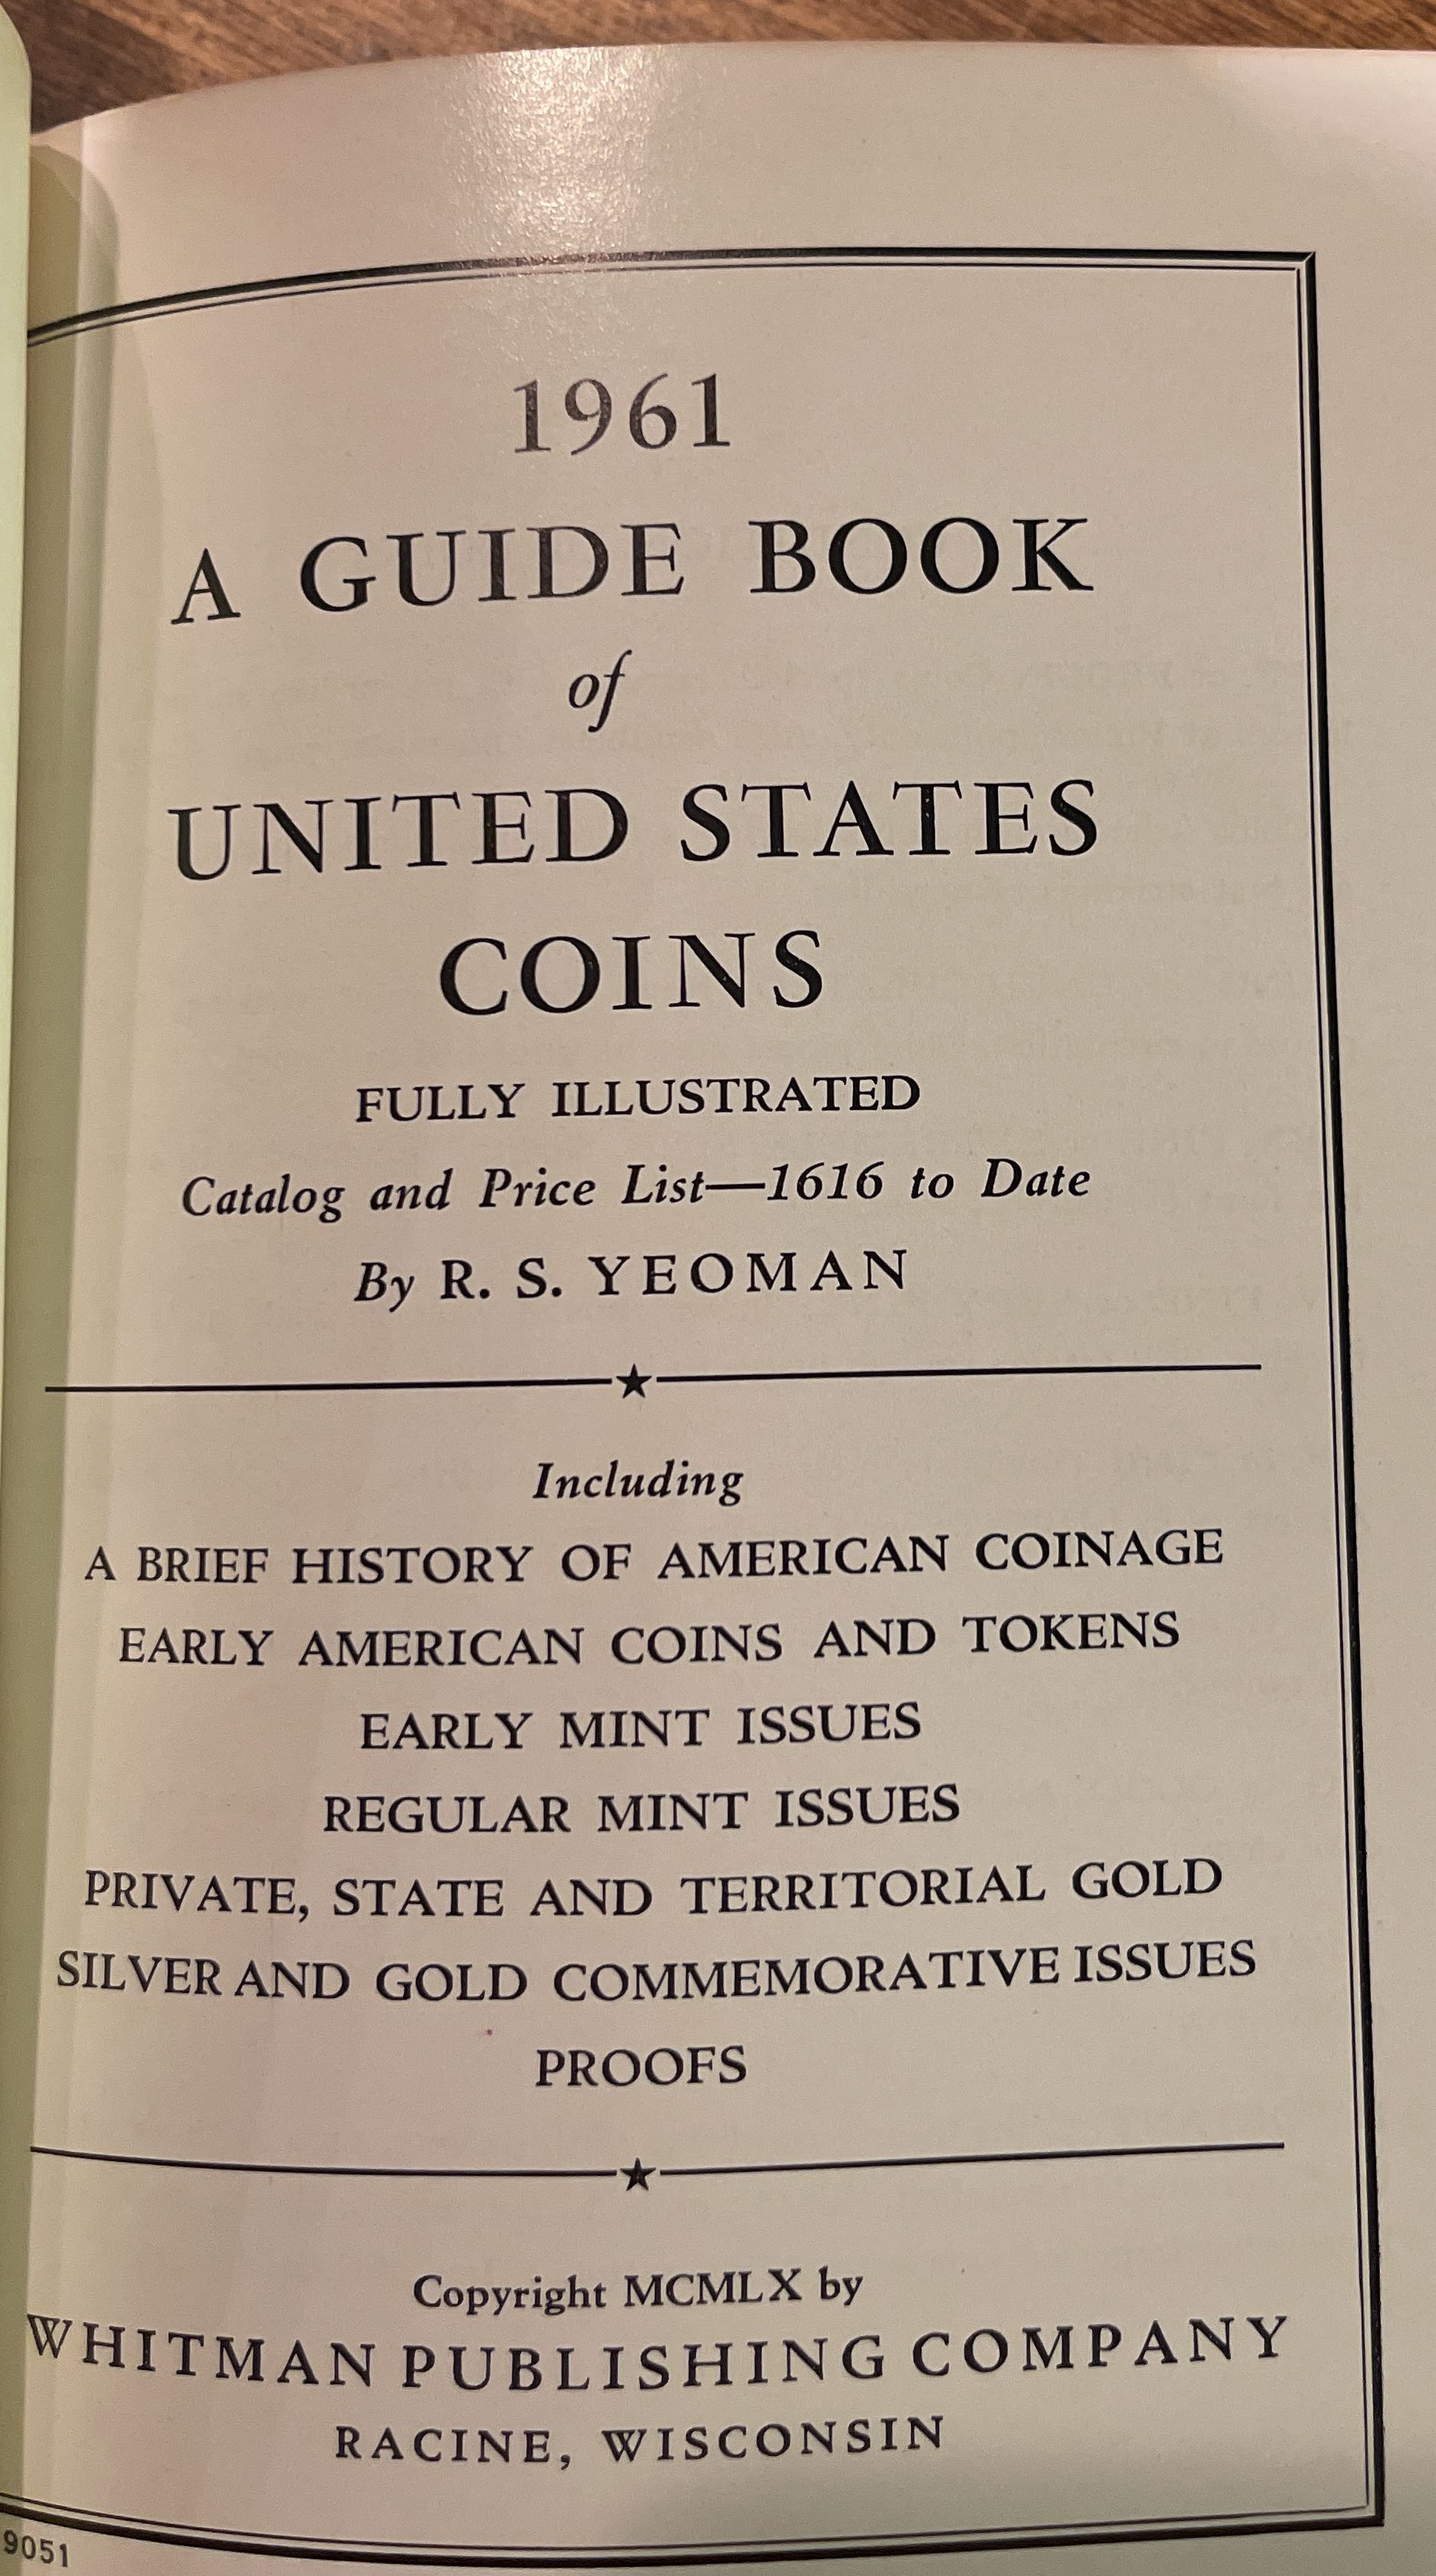 1961
A GUIDE BOOK
of
UNITED STATES
COINS
FULLY ILLUSTRATED
Catalog and Price List—1616 to Date
By R. S. YEOMAN
Including
A BRIEF HISTORY OF AMERICAN COINAGE
EARLY AMERICAN COINS AND TOKENS
EARLY MINT ISSUES
REGULAR MINT ISSUES
PRIVATE, STATE AND TERRITORIAL GOLD
SILVER AND GOLD COMMEMORATIVE ISSUES
PROOFS
Copyright MCMLX by
WHITMAN PUBLISHING COMPANY
RACINE, WISCONSIN
9051